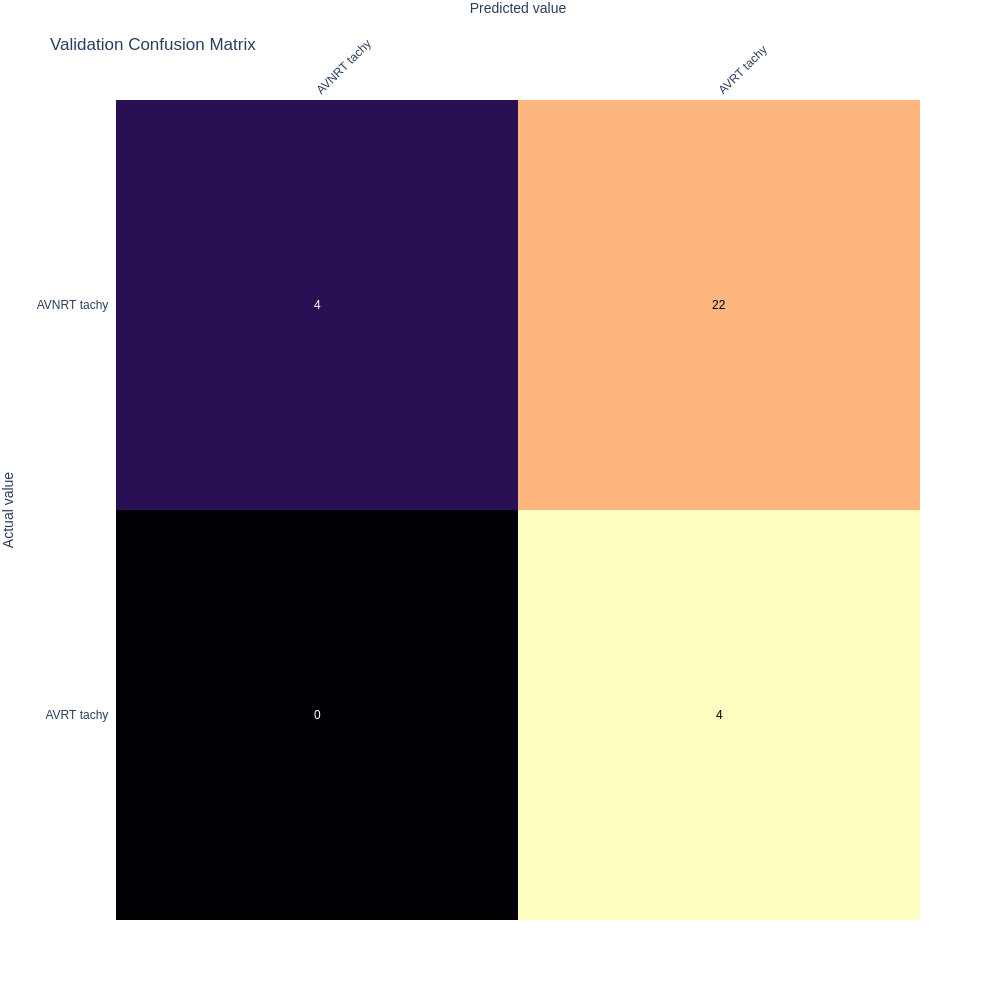 Predicted value
Validation Confusion Matrix
AVNRT tachy
AVRT tachy
AVNRT tachy
4
22
Actual value
AVRT tachy
0
4